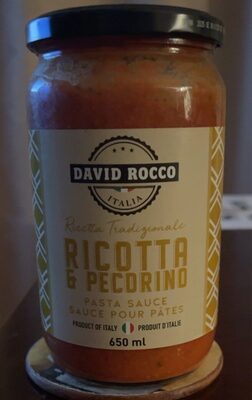 DAVID ROCCO
ITALIA
Ricetta Tradizionale
RICOTTA
& PECORINO
PASTA SAUCE
SAUCE POUR PÂTES
PRODUCT OF ITALY PRODUIT D'ITALIE
650 ml